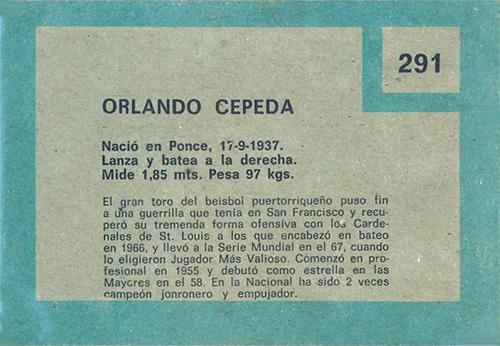 291
ORLANDO CEPEDA
Nació en Ponce, 17-9-1937.
Lanza y batea a la derecha.
Mide 1,85 mts. Pesa 97 kgs.
El gran toro del beisbol puertorriqueño puso fin
a una guerrilla que tenía en San Francisco y recu-
peró su tremenda forma ofensiva con los Carde-
nales de St. Louis a los que encabezó en bateo
en 1966, y llevó a la Serie Mundial en el 67, cuando
lo eligieron Jugador Más Valioso. Comenzó en pro-
fesional en 1955 y debutó como estrella en las
Mayores en el 58. En la Nacional ha sido 2 veces
campeón jonronero y empujador.